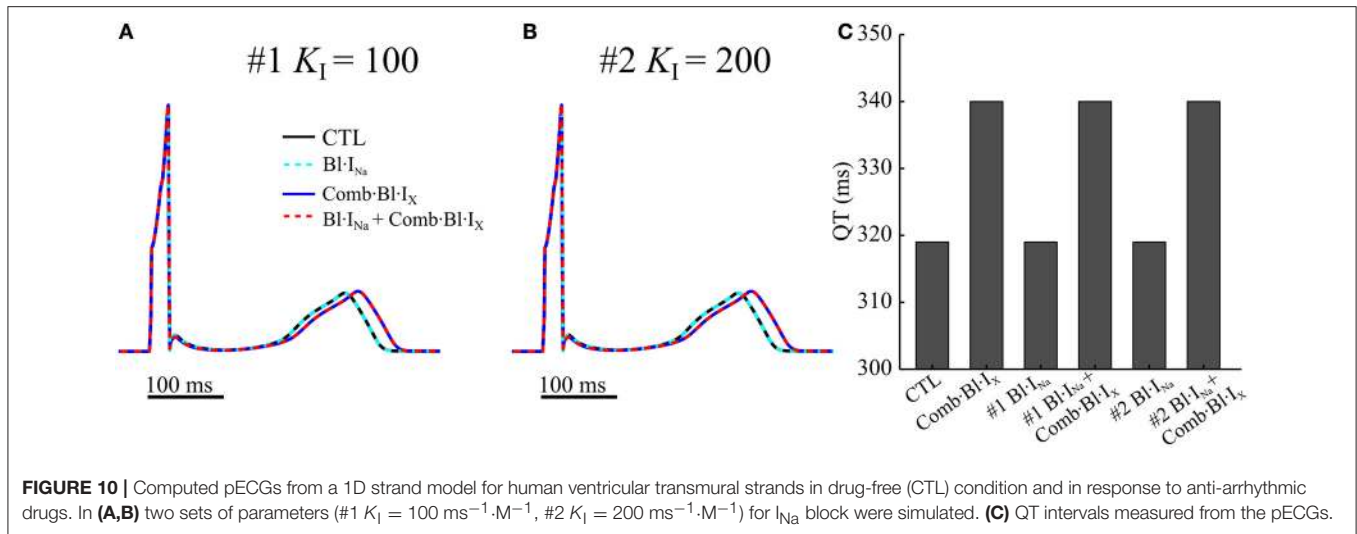 A
#1 K_I = 100
CTL
Bl·I_Na
Comb·Bl·I_X
Bl·I_Na + Comb·Bl·I_X
100 ms
B
#2 K_I = 200
100 ms
C
QT (ms)
350
340
330
320
310
300
CTL
Comb·Bl·I_X
#1 Bl·I_Na
#1 Bl·I_Na +
Comb·Bl·I_X
#2 Bl·I_Na
#2 Bl·I_Na +
Comb·Bl·I_X
FIGURE 10 | Computed pECGs from a 1D strand model for human ventricular transmural strands in drug-free (CTL) condition and in response to anti-arrhythmic
drugs. In (A,B) two sets of parameters (#1 K_I = 100 ms⁻¹·M⁻¹, #2 K_I = 200 ms⁻¹·M⁻¹) for I_Na block were simulated. (C) QT intervals measured from the pECGs.